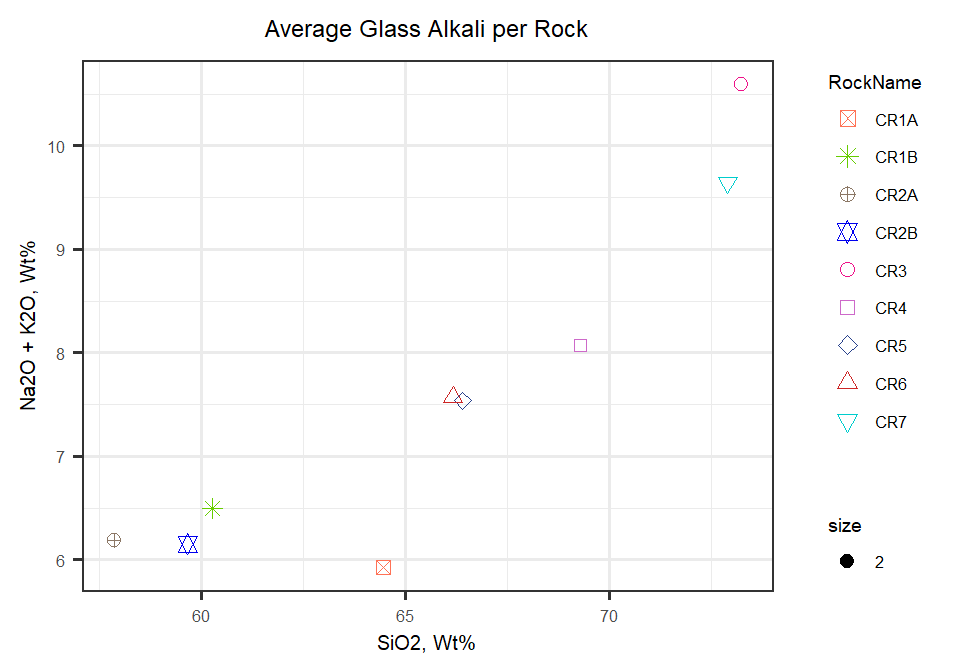 Average Glass Alkali per Rock
Na2O + K2O, Wt%
10
9
8
7
6
60
65
70
SiO2, Wt%
RockName
CR1A
CR1B
CR2A
CR2B
CR3
CR4
CR5
CR6
CR7
size
2